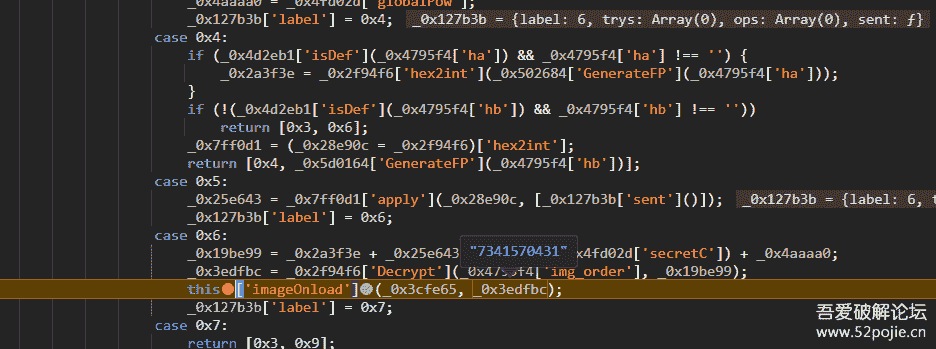 _0x4aaaa0 = _0x4fd02d['globalPow'];
_0x127b3b['label'] = 0x4; _0x127b3b = {label: 6, trys: Array(0), ops: Array(0), sent: ƒ}
case 0x4:
if (_0x4d2eb1['isDef'](_0x4795f4['ha']) && _0x4795f4['ha'] !== '') {
_0x2a3f3e = _0x2f94f6['hex2int'](_0x502684['GenerateFP'](_0x4795f4['ha']));
}
if (!(_0x4d2eb1['isDef'](_0x4795f4['hb']) && _0x4795f4['hb'] !== ''))
return [0x3, 0x6];
_0x7ff0d1 = (_0x28e90c = _0x2f94f6)['hex2int'];
return [0x4, _0x5d0164['GenerateFP'](_0x4795f4['hb'])];
case 0x5:
_0x25e643 = _0x7ff0d1['apply'](_0x28e90c, [_0x127b3b['sent']()]); _0x127b3b = {label: 6, t
_0x127b3b['label'] = 0x6;
case 0x6:
_0x19be99 = _0x2a3f3e + _0x25e643 "7341570431" 4fd02d['secretC']) + _0x4aaaa0;
_0x3edfbc = _0x2f94f6['Decrypt'](_0x4795f4['img_order'], _0x19be99);
this['imageOnload'](_0x3cfe65, _0x3edfbc);
_0x127b3b['label'] = 0x7;
case 0x7:
return [0x3, 0x9];
吾爱破解论坛
www.52pojie.cn